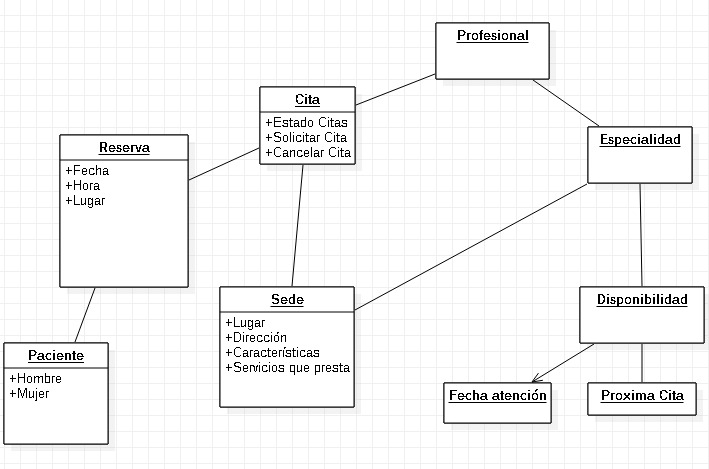 Profesional
Cita
+Estado Citas
+Solicitar Cita
+Cancelar Cita
Especialidad
Reserva
+Fecha
+Hora
+Lugar
Sede
+Lugar
+Dirección
+Características
+Servicios que presta
Disponibilidad
Paciente
+Hombre
+Mujer
Fecha atención
Proxima Cita